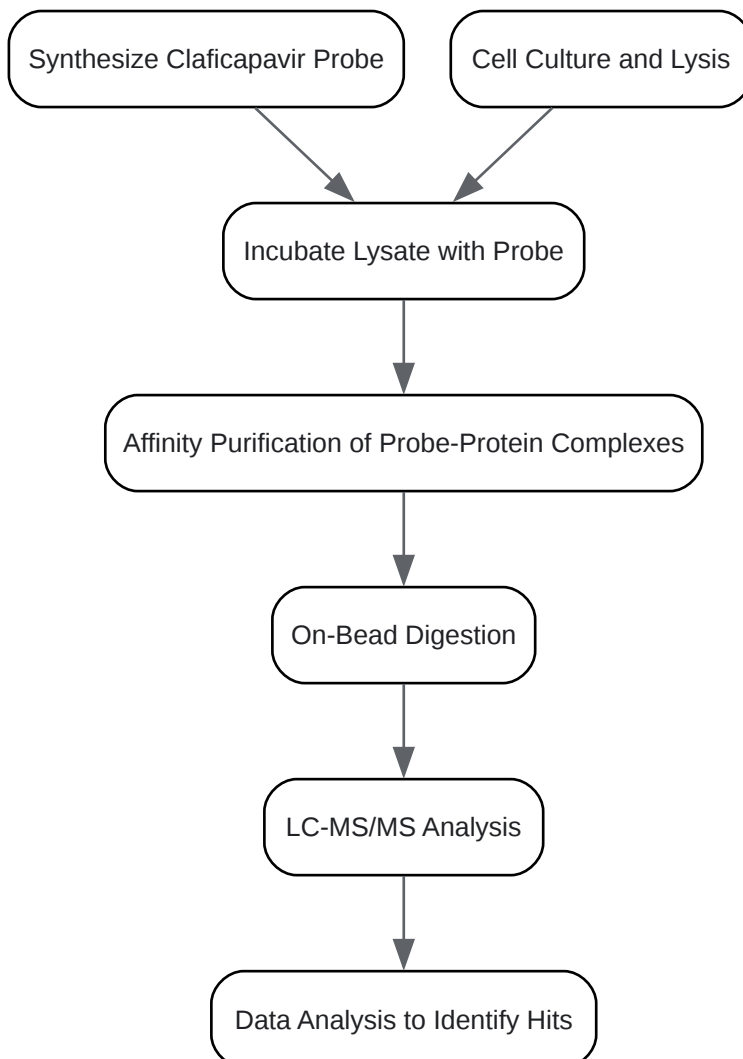 Synthesize Claficapavir Probe
Cell Culture and Lysis
Incubate Lysate with Probe
Affinity Purification of Probe-Protein Complexes
On-Bead Digestion
LC-MS/MS Analysis
Data Analysis to Identify Hits